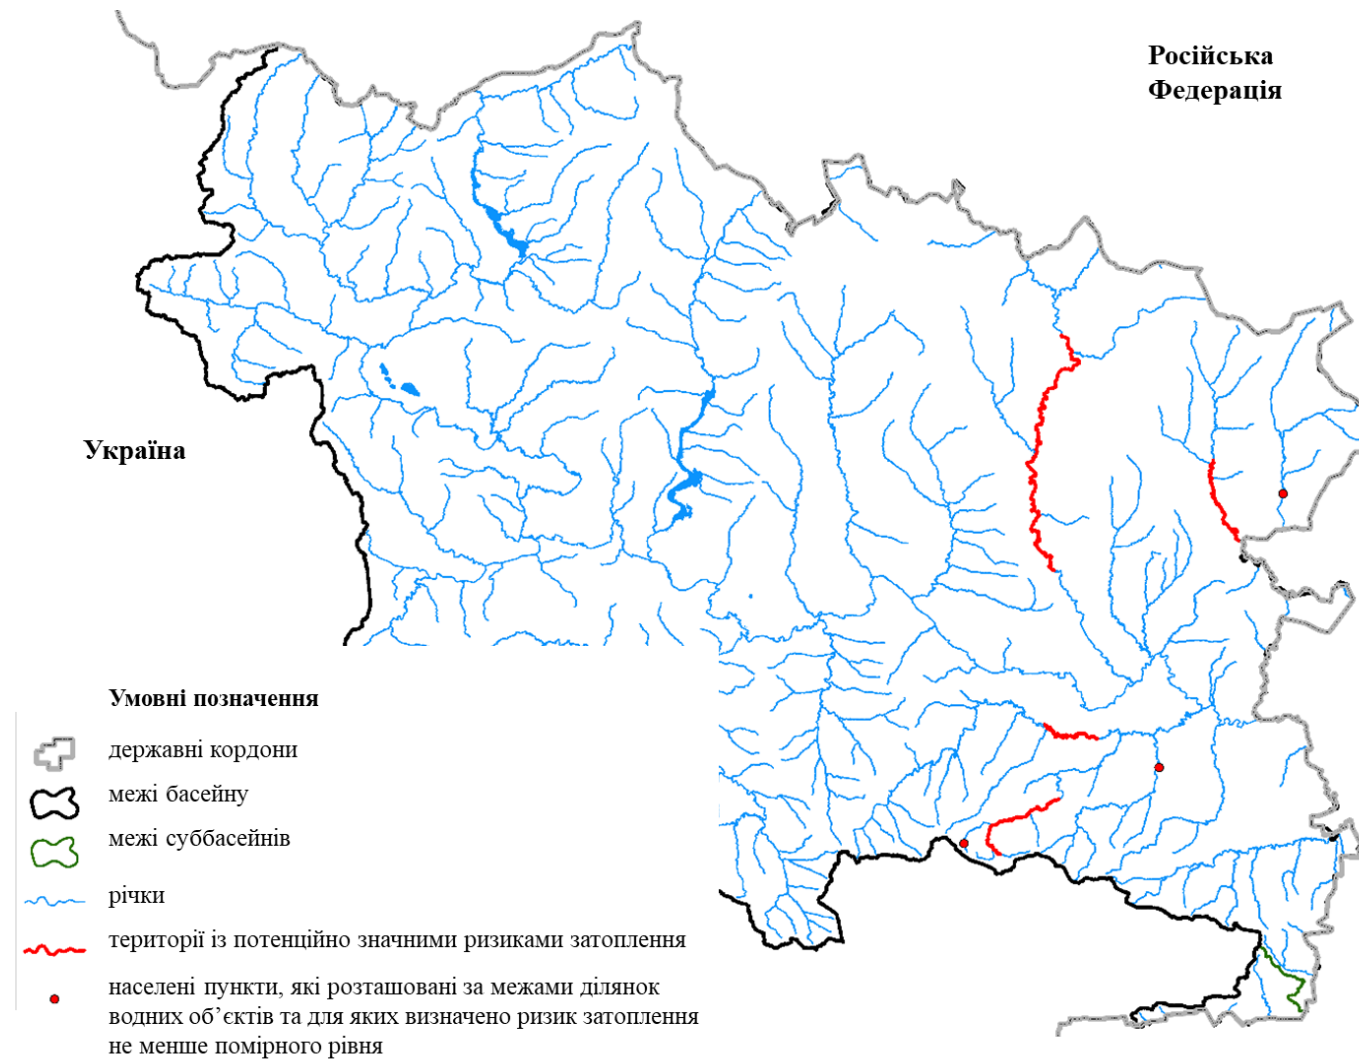 Російська
Федерація
Україна
Умовні позначення
державні кордони
межі басейну
межі суббасейнів
річки
території із потенційно значними ризиками затоплення
населені пункти, які розташовані за межами ділянок
водних об’єктів та для яких визначено ризик затоплення
не менше помірного рівня